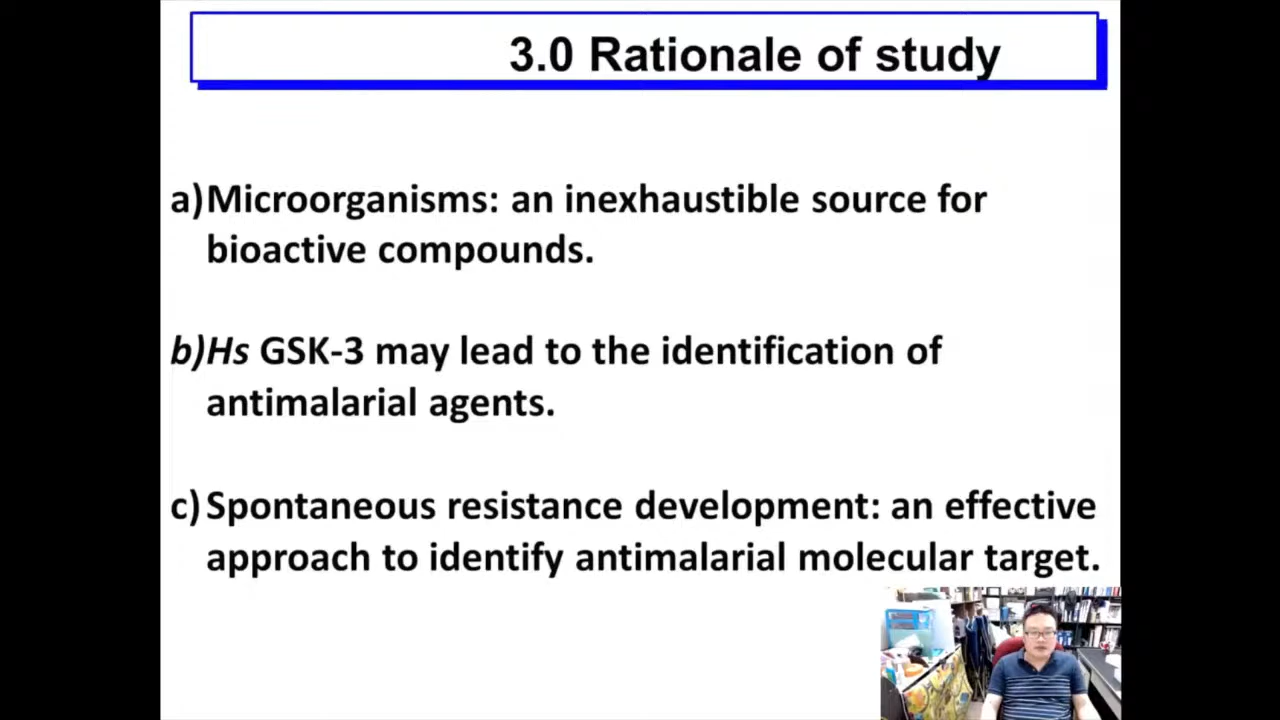 3.0 Rationale of study
a) Microorganisms: an inexhaustible source for
bioactive compounds.
b) Hs GSK-3 may lead to the identification of
antimalarial agents.
c) Spontaneous resistance development: an effective
approach to identify antimalarial molecular target.